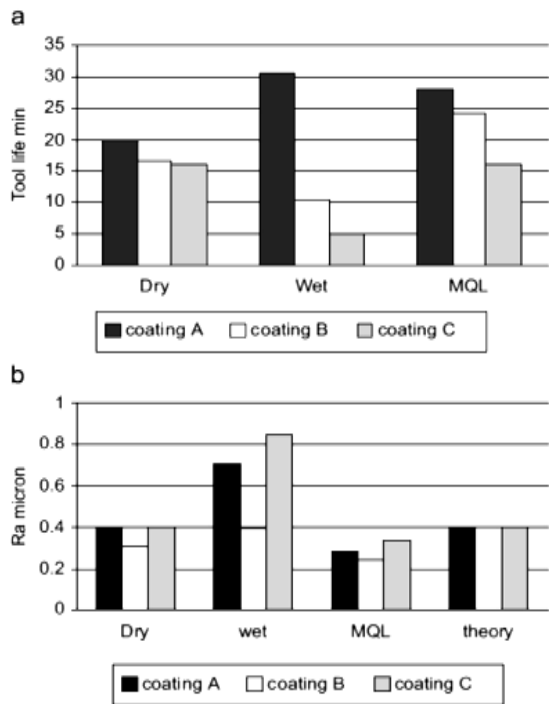 a
Tool life min
35
30
25
20
15
10
5
0
Dry Wet MQL
coating A coating B coating C
b
Ra micron
1
0.8
0.6
0.4
0.2
0
Dry wet MQL theory
coating A coating B coating C